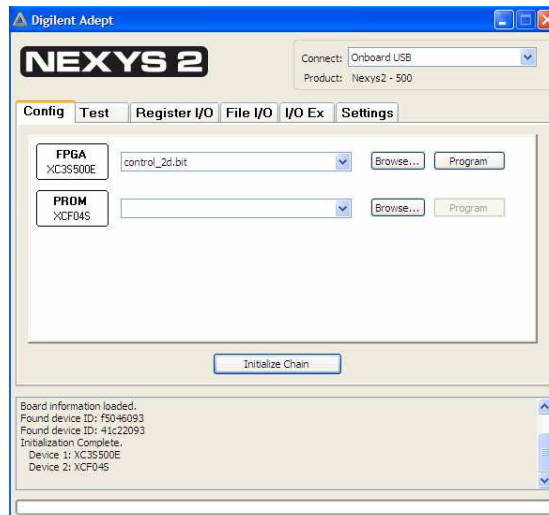 Digilent Adept
NEXYS 2
Connect: Onboard USB
Product: Nexys2 - 500
Config Test Register I/O File I/O I/O Ex Settings
FPGA
XC3S500E
control_2d.bit
Browse... Program
PROM
XCF04S
Browse... Program
Initialize Chain
Board information loaded.
Found device ID: f5046093
Found device ID: 41c22093
Initialization Complete.
Device 1: XC3S500E
Device 2: XCF04S